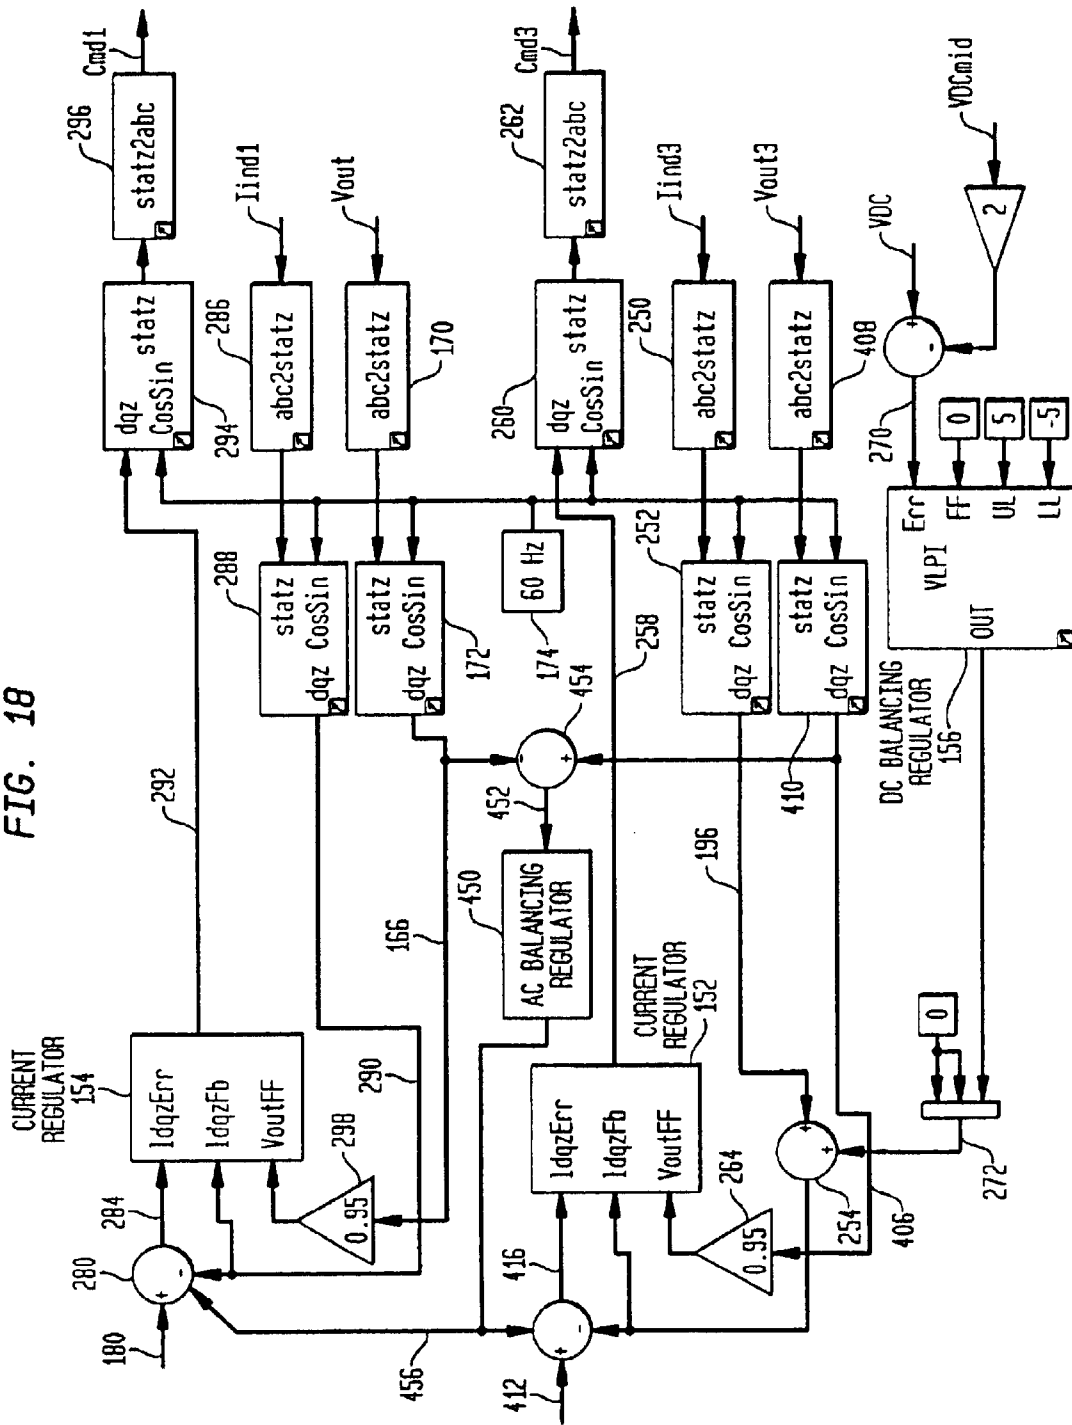 FIG. 18
CURRENT
REGULATOR
154
180
280
284
IdqzErr
IdqzFb
VoutFF
292
dqz
statz
CosSin
294
296
statz2abc
Cmd1
298
0.95
290
288
statz
dqz CosSin
286
abc2statz
Iind1
166
172
statz
dqz CosSin
170
abc2statz
Vout
456
450
AC BALANCING
REGULATOR
452
454
174
60 Hz
412
416
CURRENT
REGULATOR
152
IdqzErr
IdqzFb
VoutFF
258
260
dqz
statz
CosSin
262
statz2abc
Cmd3
264
0.95
196
252
statz
dqz CosSin
250
abc2statz
Iind3
254
406
410
statz
dqz CosSin
408
abc2statz
Vout3
272
0
DC BALANCING
REGULATOR
156
VLPI
OUT
Err
FF
UL
LL
0
5
-5
270
VDC
2
VDCmid
+
-
+
-
-
+
+
+
+
-